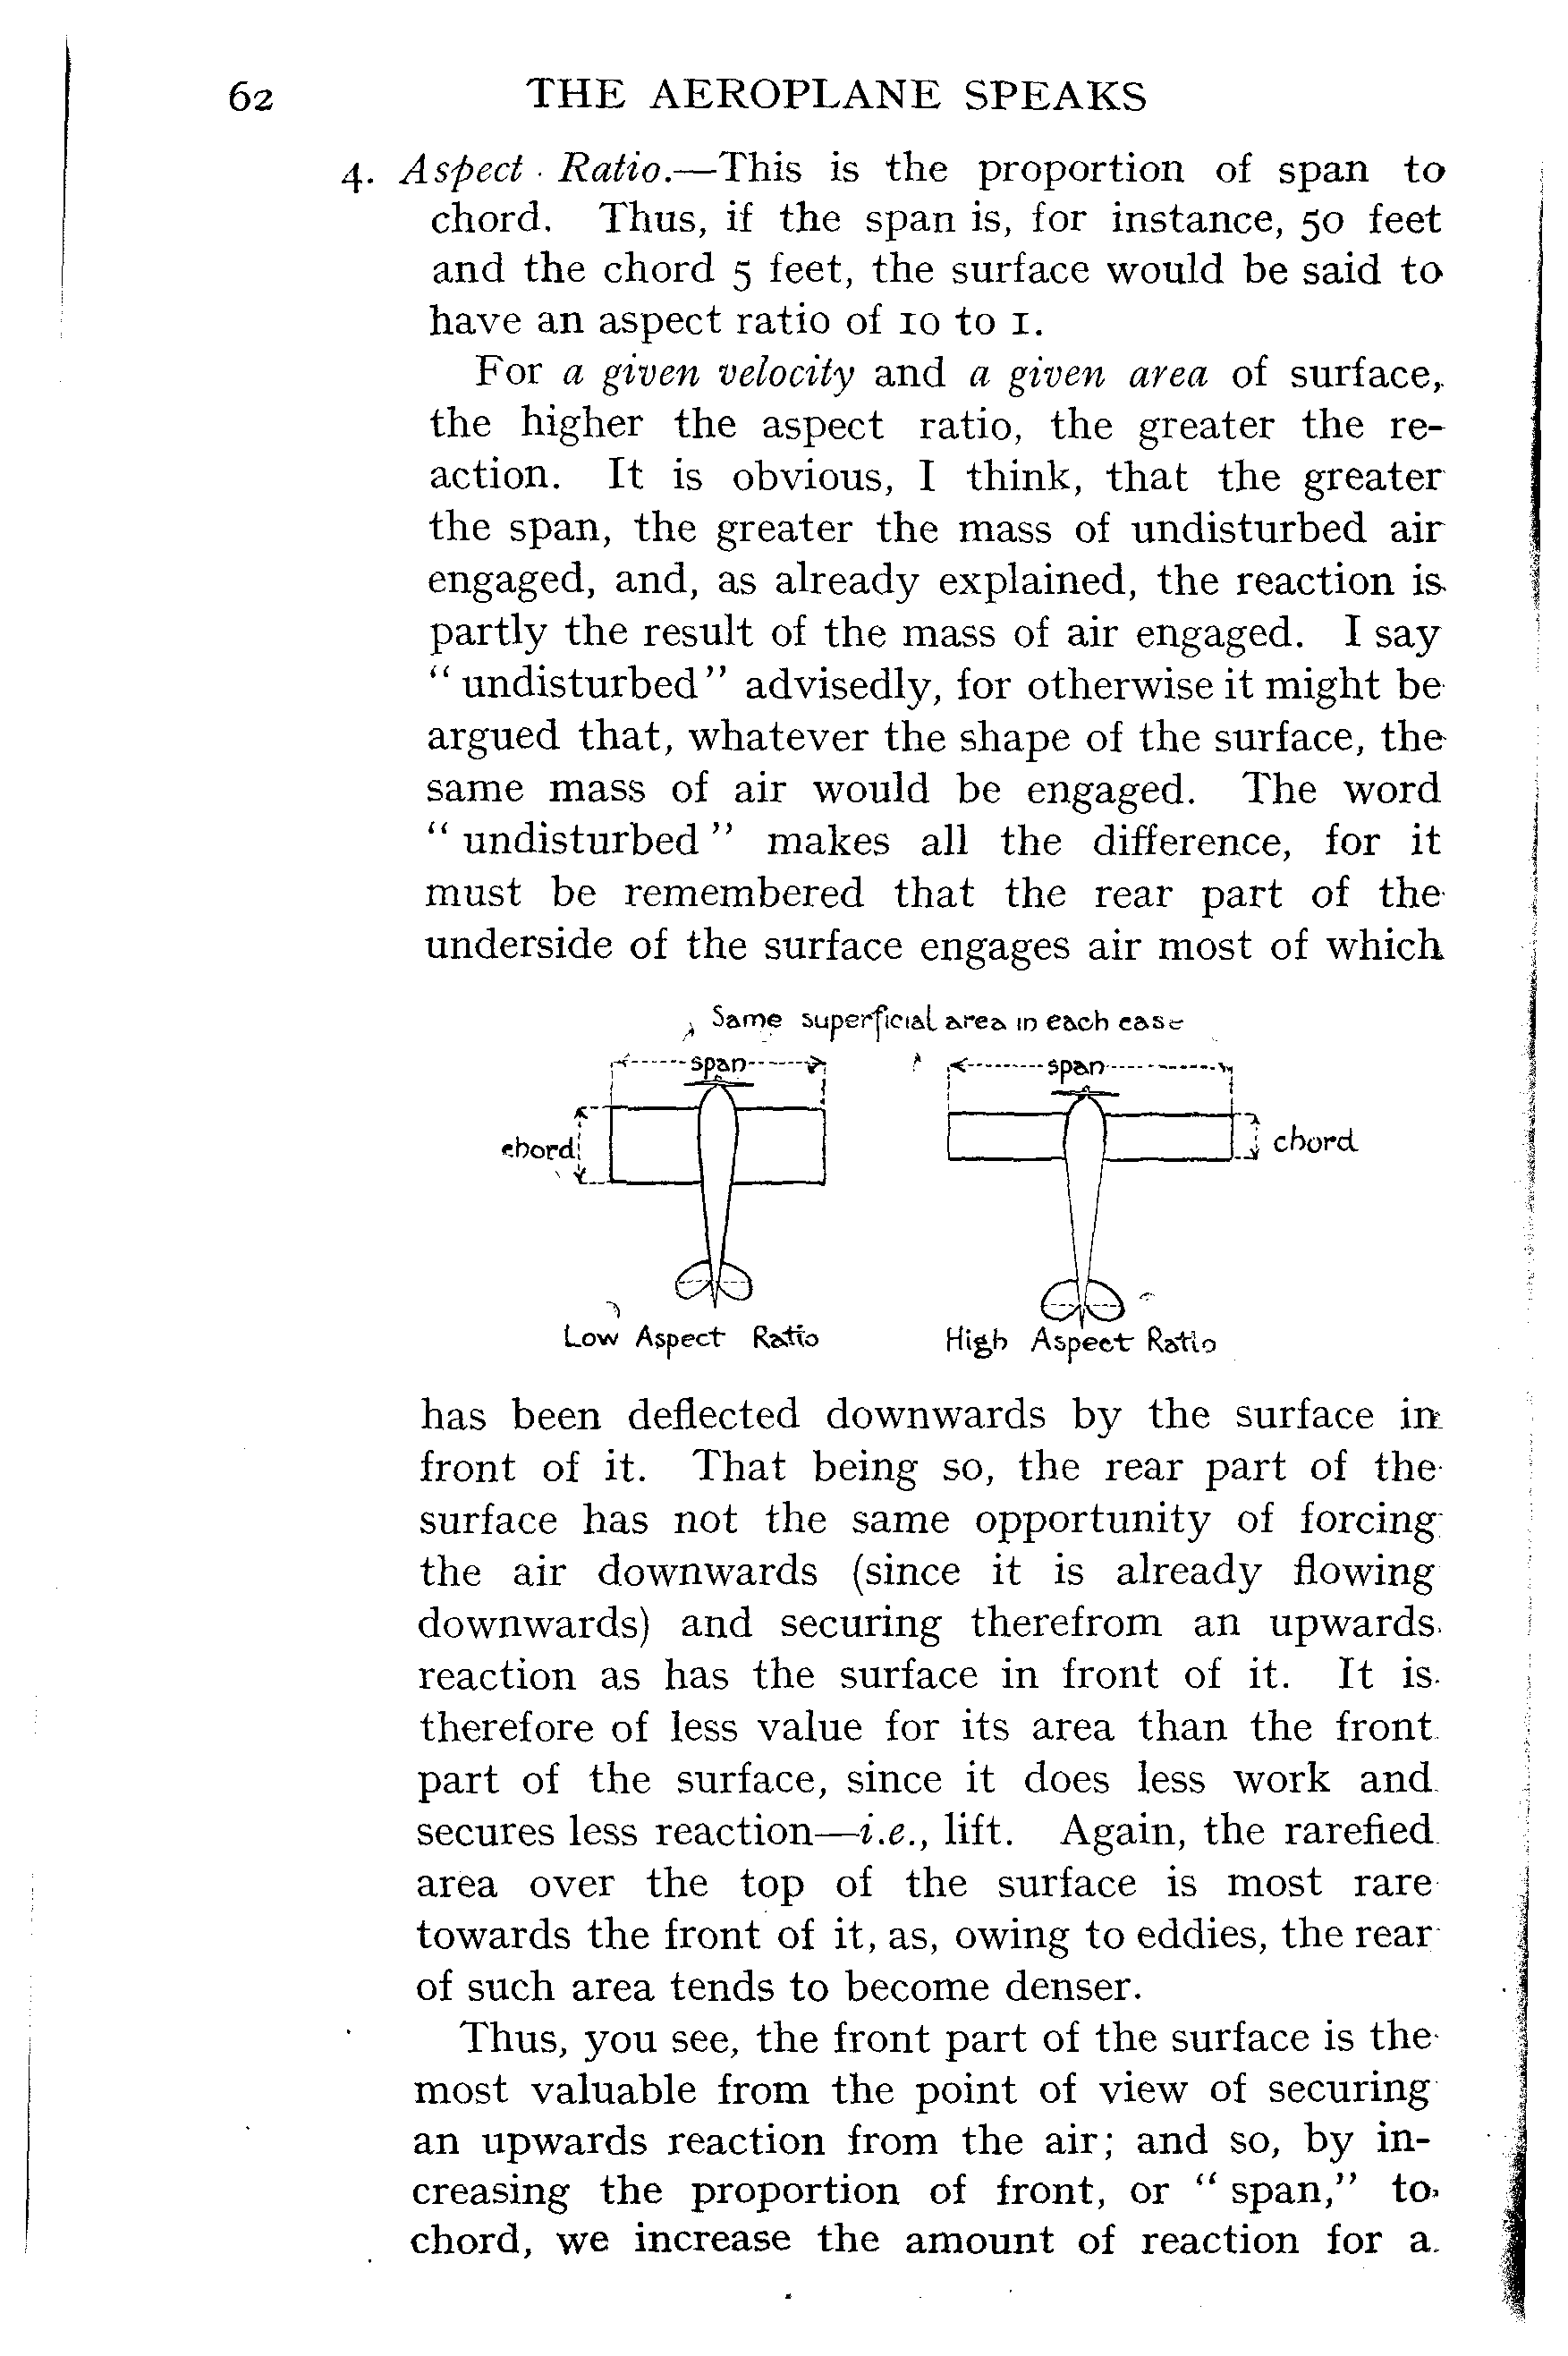 62 THE AEROPLANE SPEAKS
4. Aspect Ratio.—This is the proportion of span to
chord. Thus, if the span is, for instance, 50 feet
and the chord 5 feet, the surface would be said to
have an aspect ratio of 10 to 1.
For a given velocity and a given area of surface,
the higher the aspect ratio, the greater the re-
action. It is obvious, I think, that the greater
the span, the greater the mass of undisturbed air
engaged, and, as already explained, the reaction is
partly the result of the mass of air engaged. I say
“ undisturbed ” advisedly, for otherwise it might be
argued that, whatever the shape of the surface, the
same mass of air would be engaged. The word
“ undisturbed ” makes all the difference, for it
must be remembered that the rear part of the
underside of the surface engages air most of which
Same superficial area in each case
span span
chord chord
Low Aspect Ratio High Aspect Ratio
has been deflected downwards by the surface in
front of it. That being so, the rear part of the
surface has not the same opportunity of forcing
the air downwards (since it is already flowing
downwards) and securing therefrom an upwards
reaction as has the surface in front of it. It is
therefore of less value for its area than the front
part of the surface, since it does less work and
secures less reaction—i.e., lift. Again, the rarefied
area over the top of the surface is most rare
towards the front of it, as, owing to eddies, the rear
of such area tends to become denser.
Thus, you see, the front part of the surface is the
most valuable from the point of view of securing
an upwards reaction from the air; and so, by in-
creasing the proportion of front, or “ span,” to
chord, we increase the amount of reaction for a